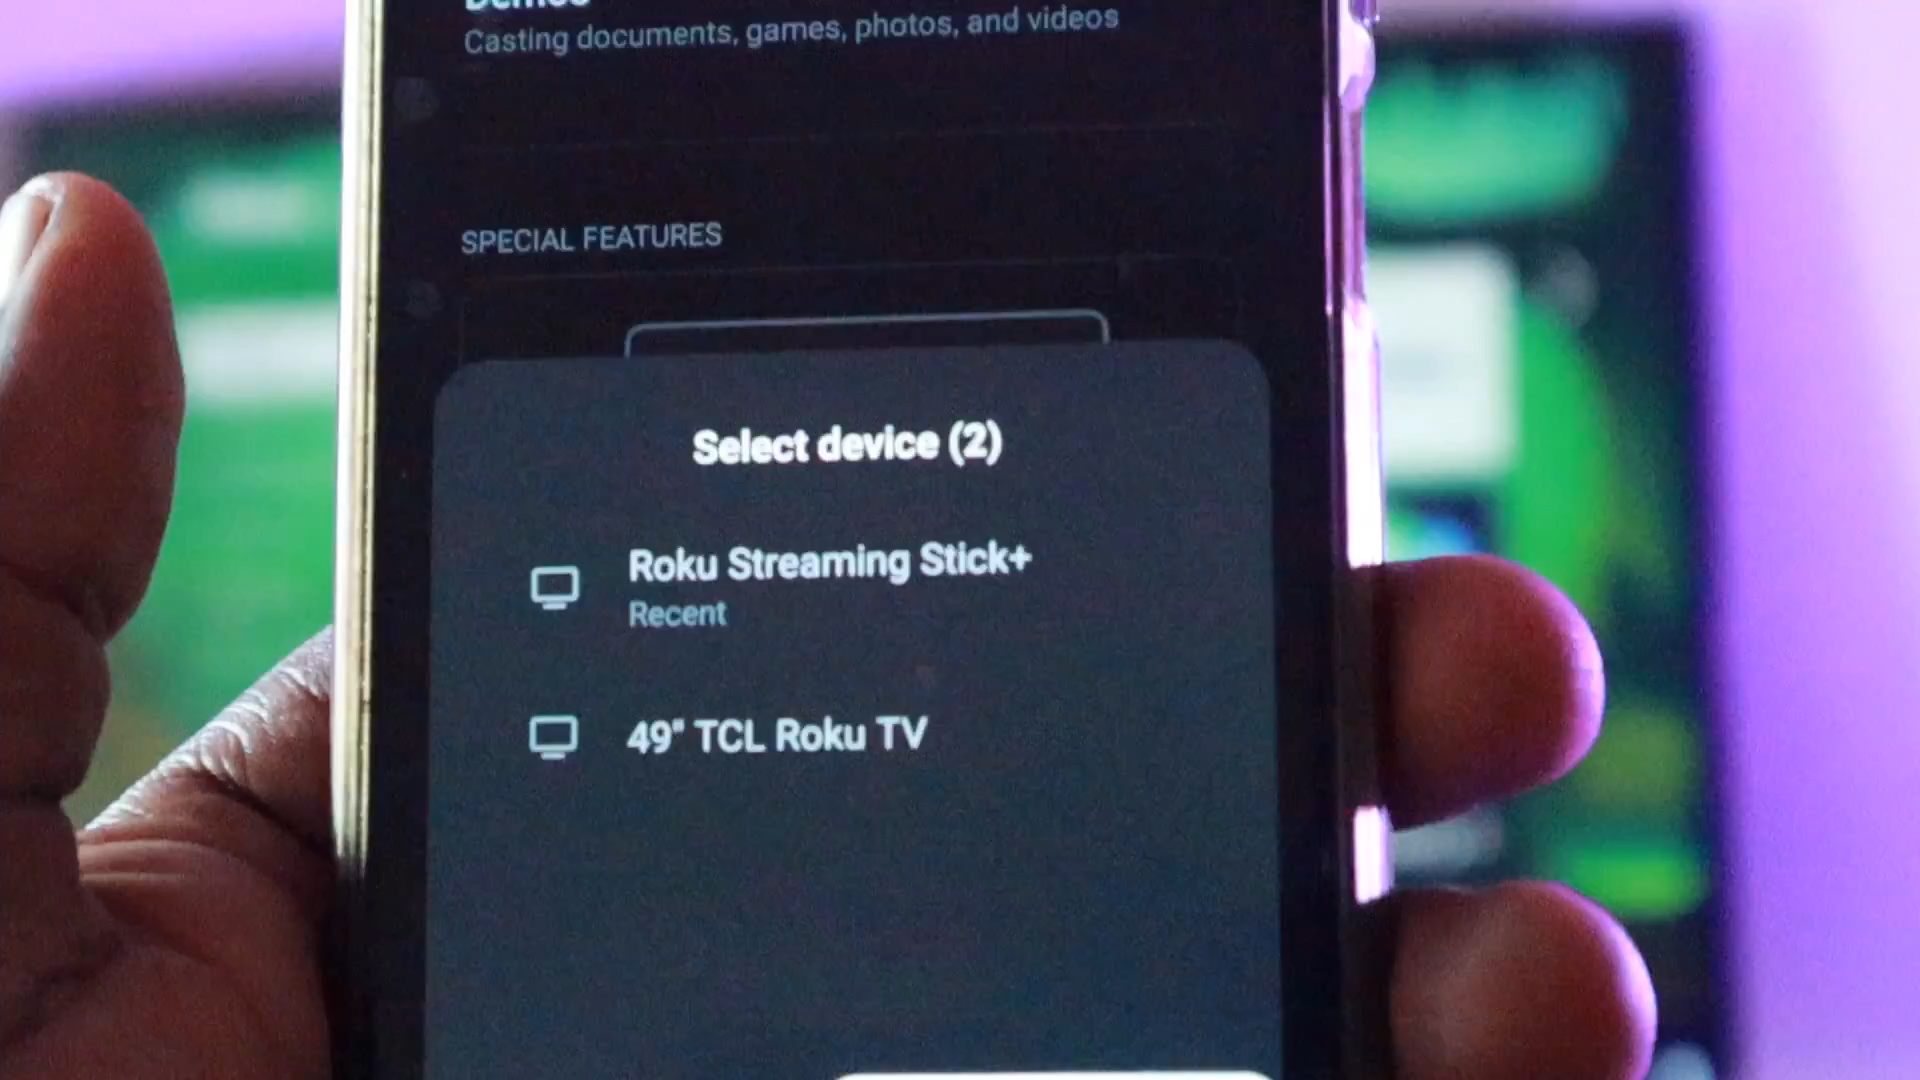 Demos
Casting documents, games, photos, and videos
SPECIAL FEATURES
Select device (2)
Roku Streaming Stick+
Recent
49" TCL Roku TV